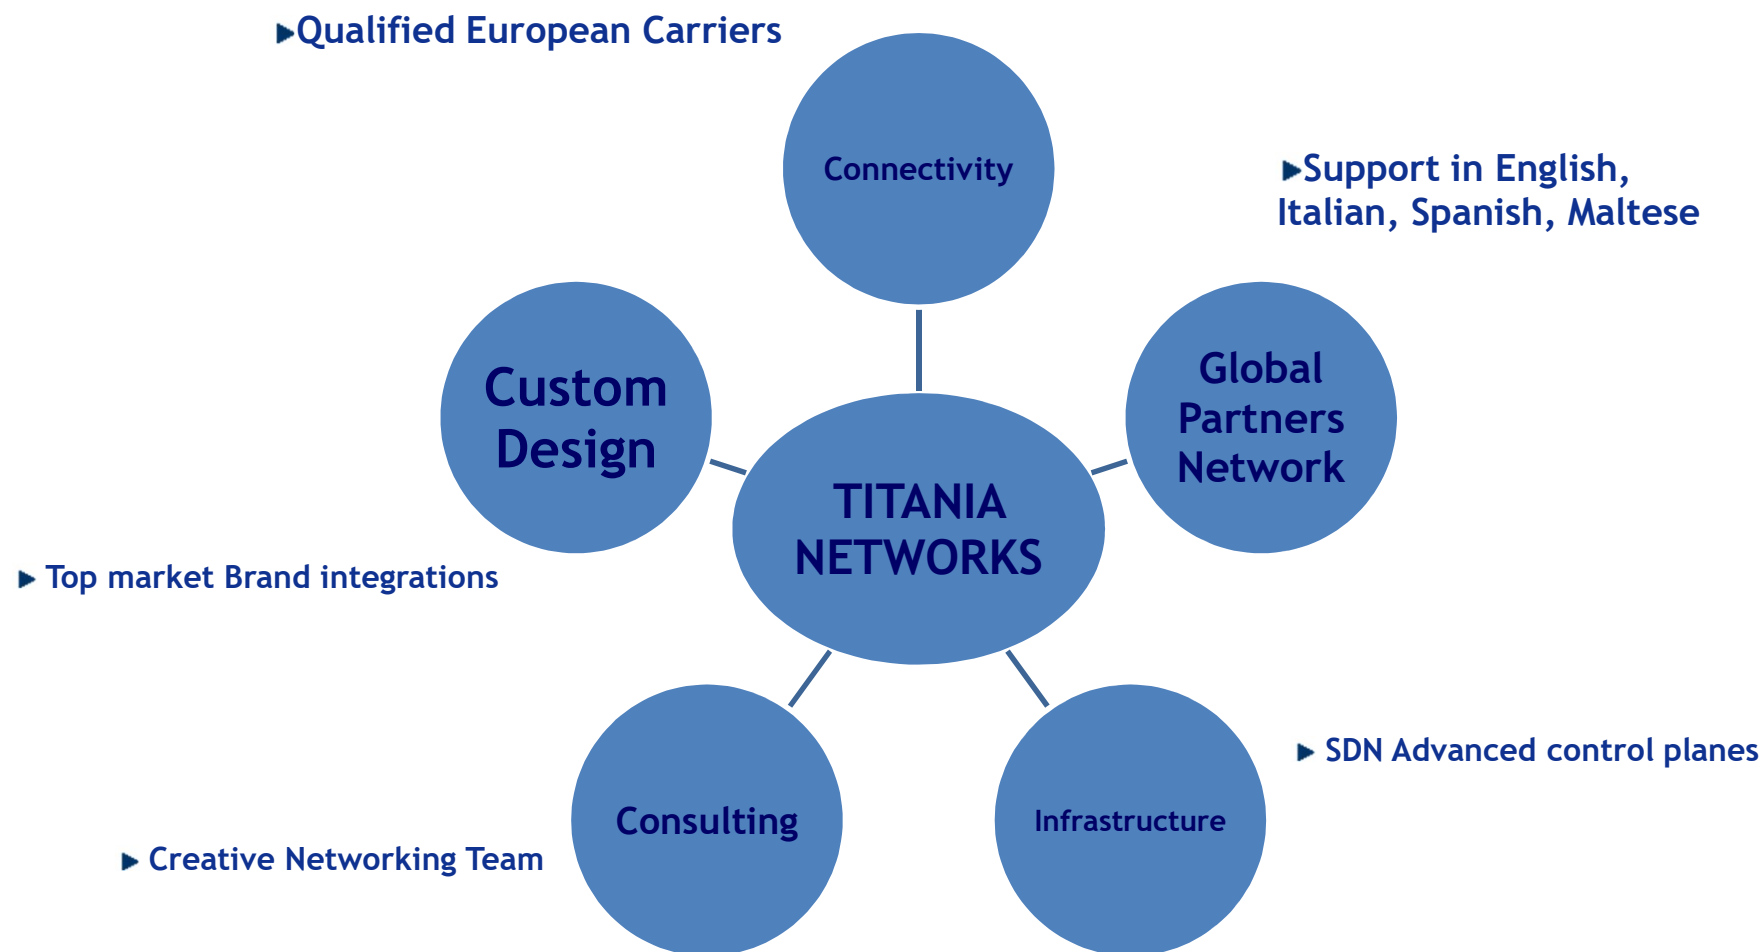 ▶Qualified European Carriers
Connectivity
▶Support in English,
Italian, Spanish, Maltese
Custom
Design
Global
Partners
Network
TITANIA
NETWORKS
▶ Top market Brand integrations
▶ SDN Advanced control planes
Consulting
Infrastructure
▶ Creative Networking Team